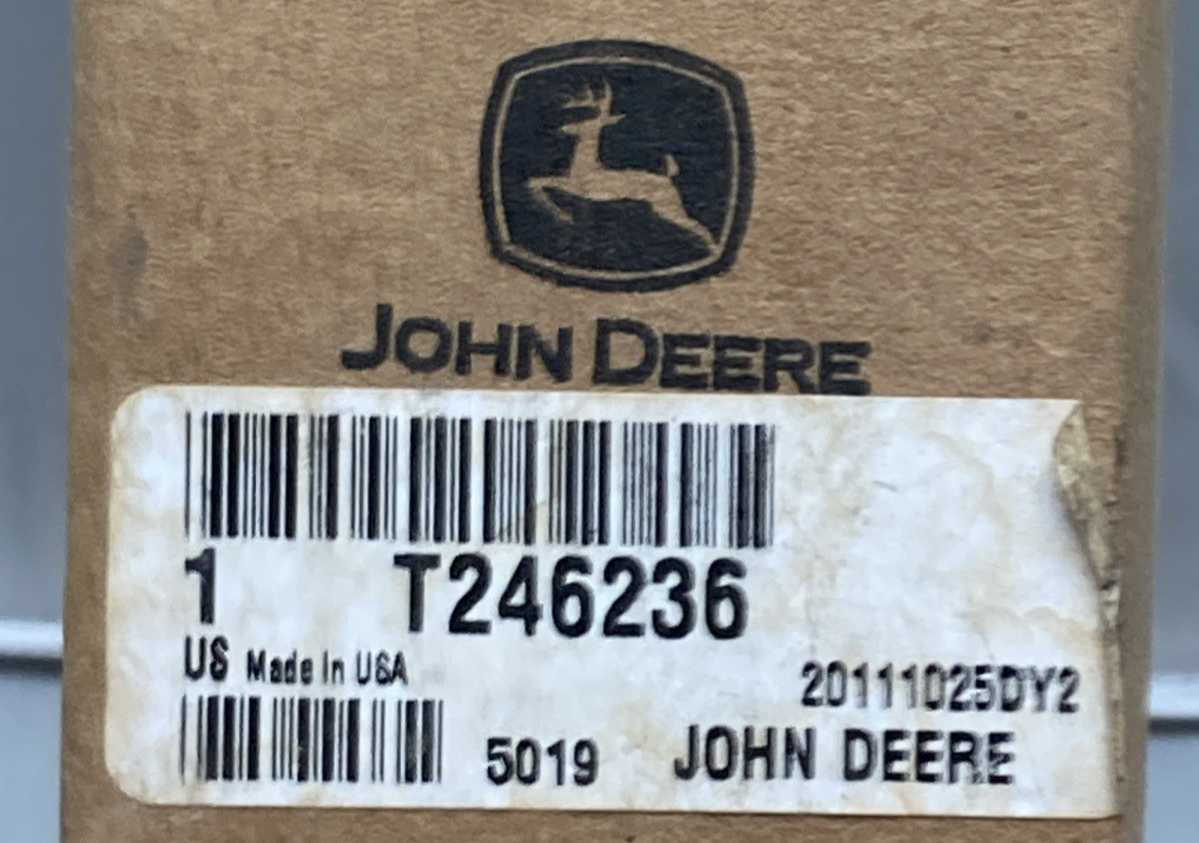 JOHN DEERE
1 T246236
US Made In USA
20111025DY2
5019 JOHN DEERE